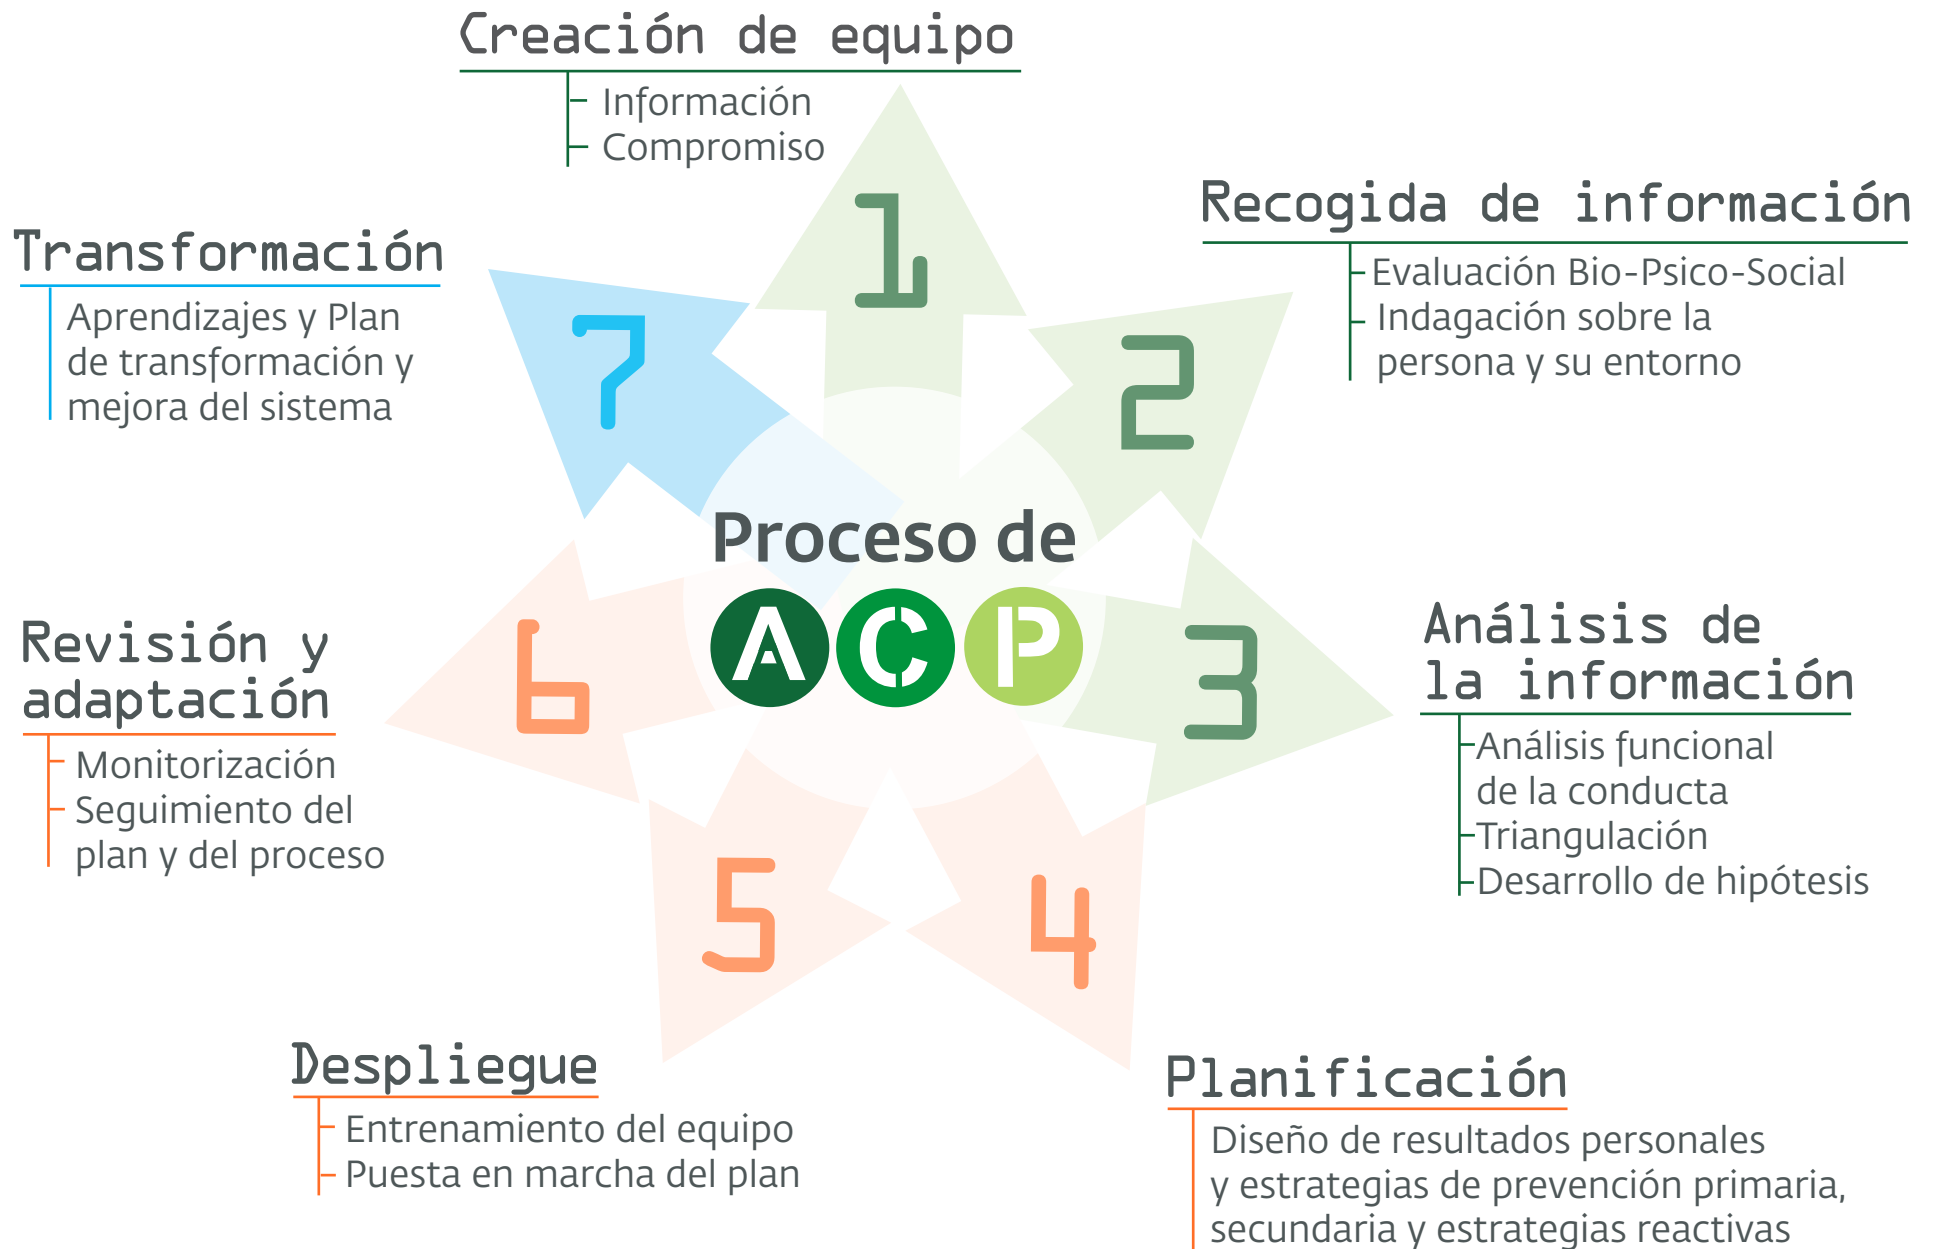 Creación de equipo
Información
Compromiso
1
Recogida de información
Evaluación Bio-Psico-Social
Indagación sobre la
persona y su entorno
2
Análisis de
la información
Análisis funcional
de la conducta
Triangulación
Desarrollo de hipótesis
3
Planificación
Diseño de resultados personales
y estrategias de prevención primaria,
secundaria y estrategias reactivas
4
Despliegue
Entrenamiento del equipo
Puesta en marcha del plan
5
Revisión y
adaptación
Monitorización
Seguimiento del
plan y del proceso
6
Transformación
Aprendizajes y Plan
de transformación y
mejora del sistema
7
Proceso de
ACP